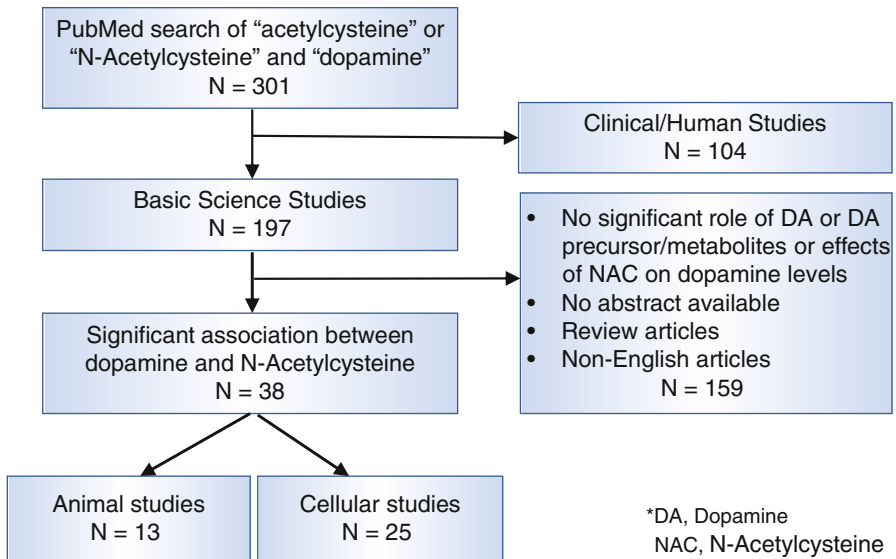 PubMed search of “acetylcysteine” or
“N-Acetylcysteine” and “dopamine”
N = 301
Clinical/Human Studies
N = 104
Basic Science Studies
N = 197
• No significant role of DA or DA
precursor/metabolites or effects
of NAC on dopamine levels
• No abstract available
• Review articles
• Non-English articles
N = 159
Significant association between
dopamine and N-Acetylcysteine
N = 38
Animal studies
N = 13
Cellular studies
N = 25
*DA, Dopamine
NAC, N-Acetylcysteine